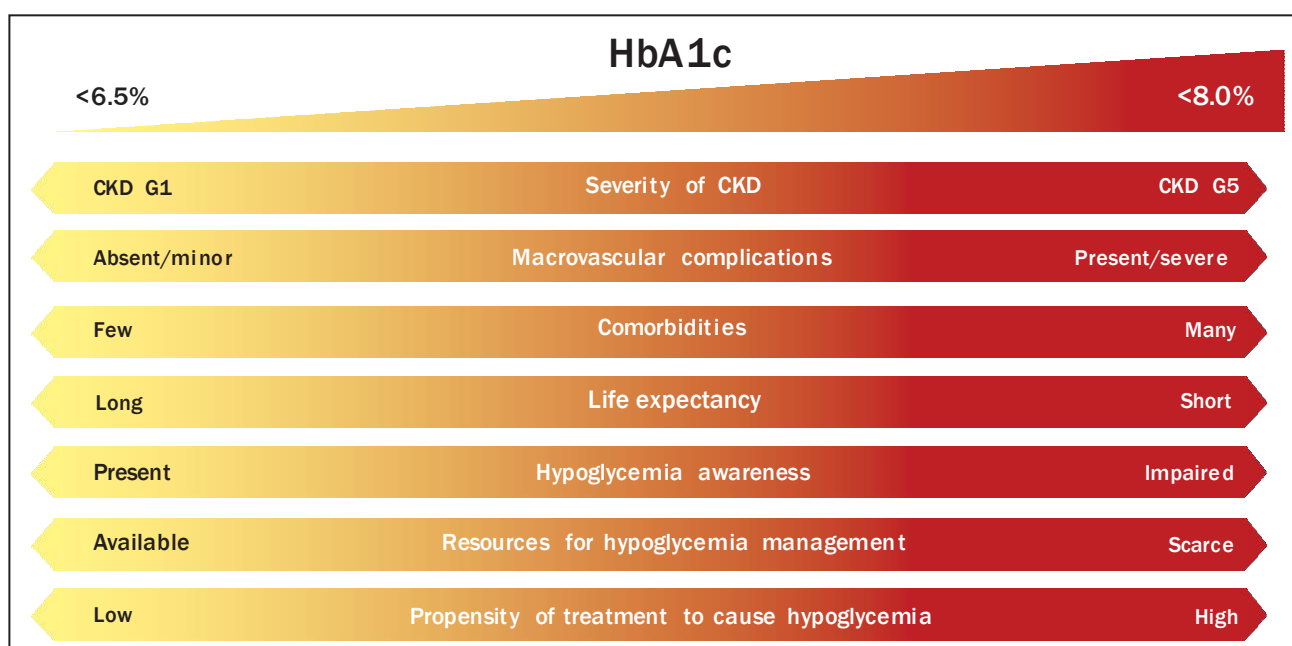 HbA1c
<6.5% <8.0%
CKD G1 Severity of CKD CKD G5
Absent/minor Macrovascular complications Present/severe
Few Comorbidities Many
Long Life expectancy Short
Present Hypoglycemia awareness Impaired
Available Resources for hypoglycemia management Scarce
Low Propensity of treatment to cause hypoglycemia High